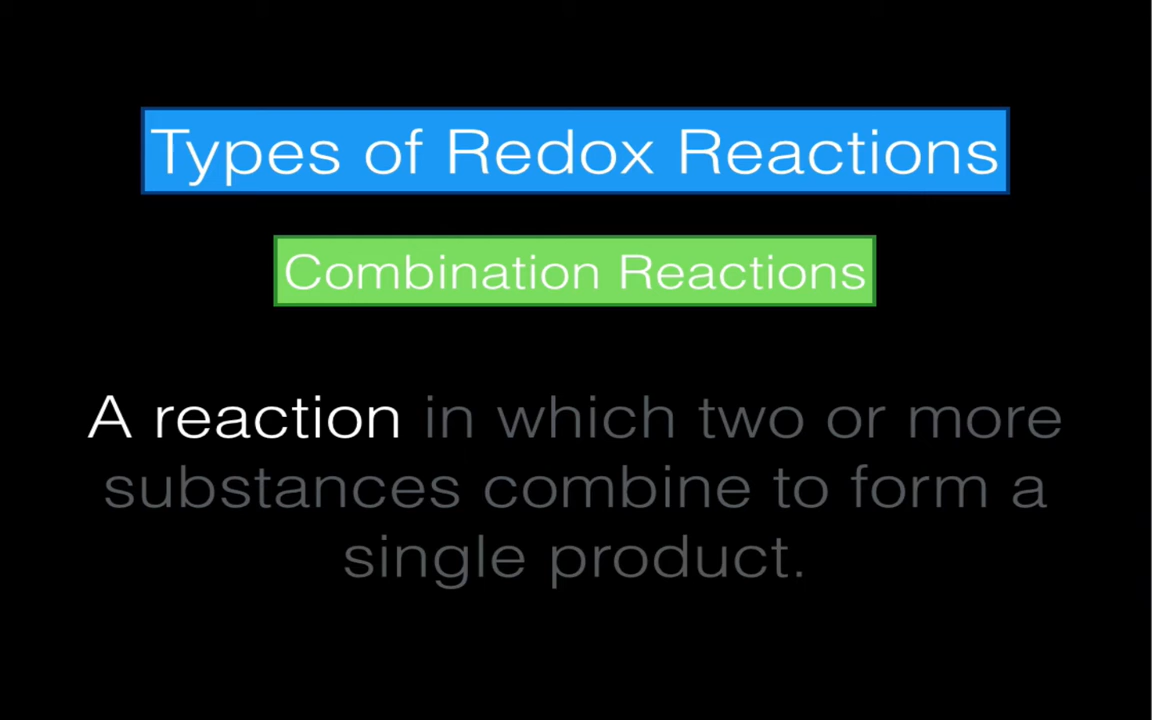 Types of Redox Reactions
Combination Reactions
A reaction in which two or more
substances combine to form a
single product.